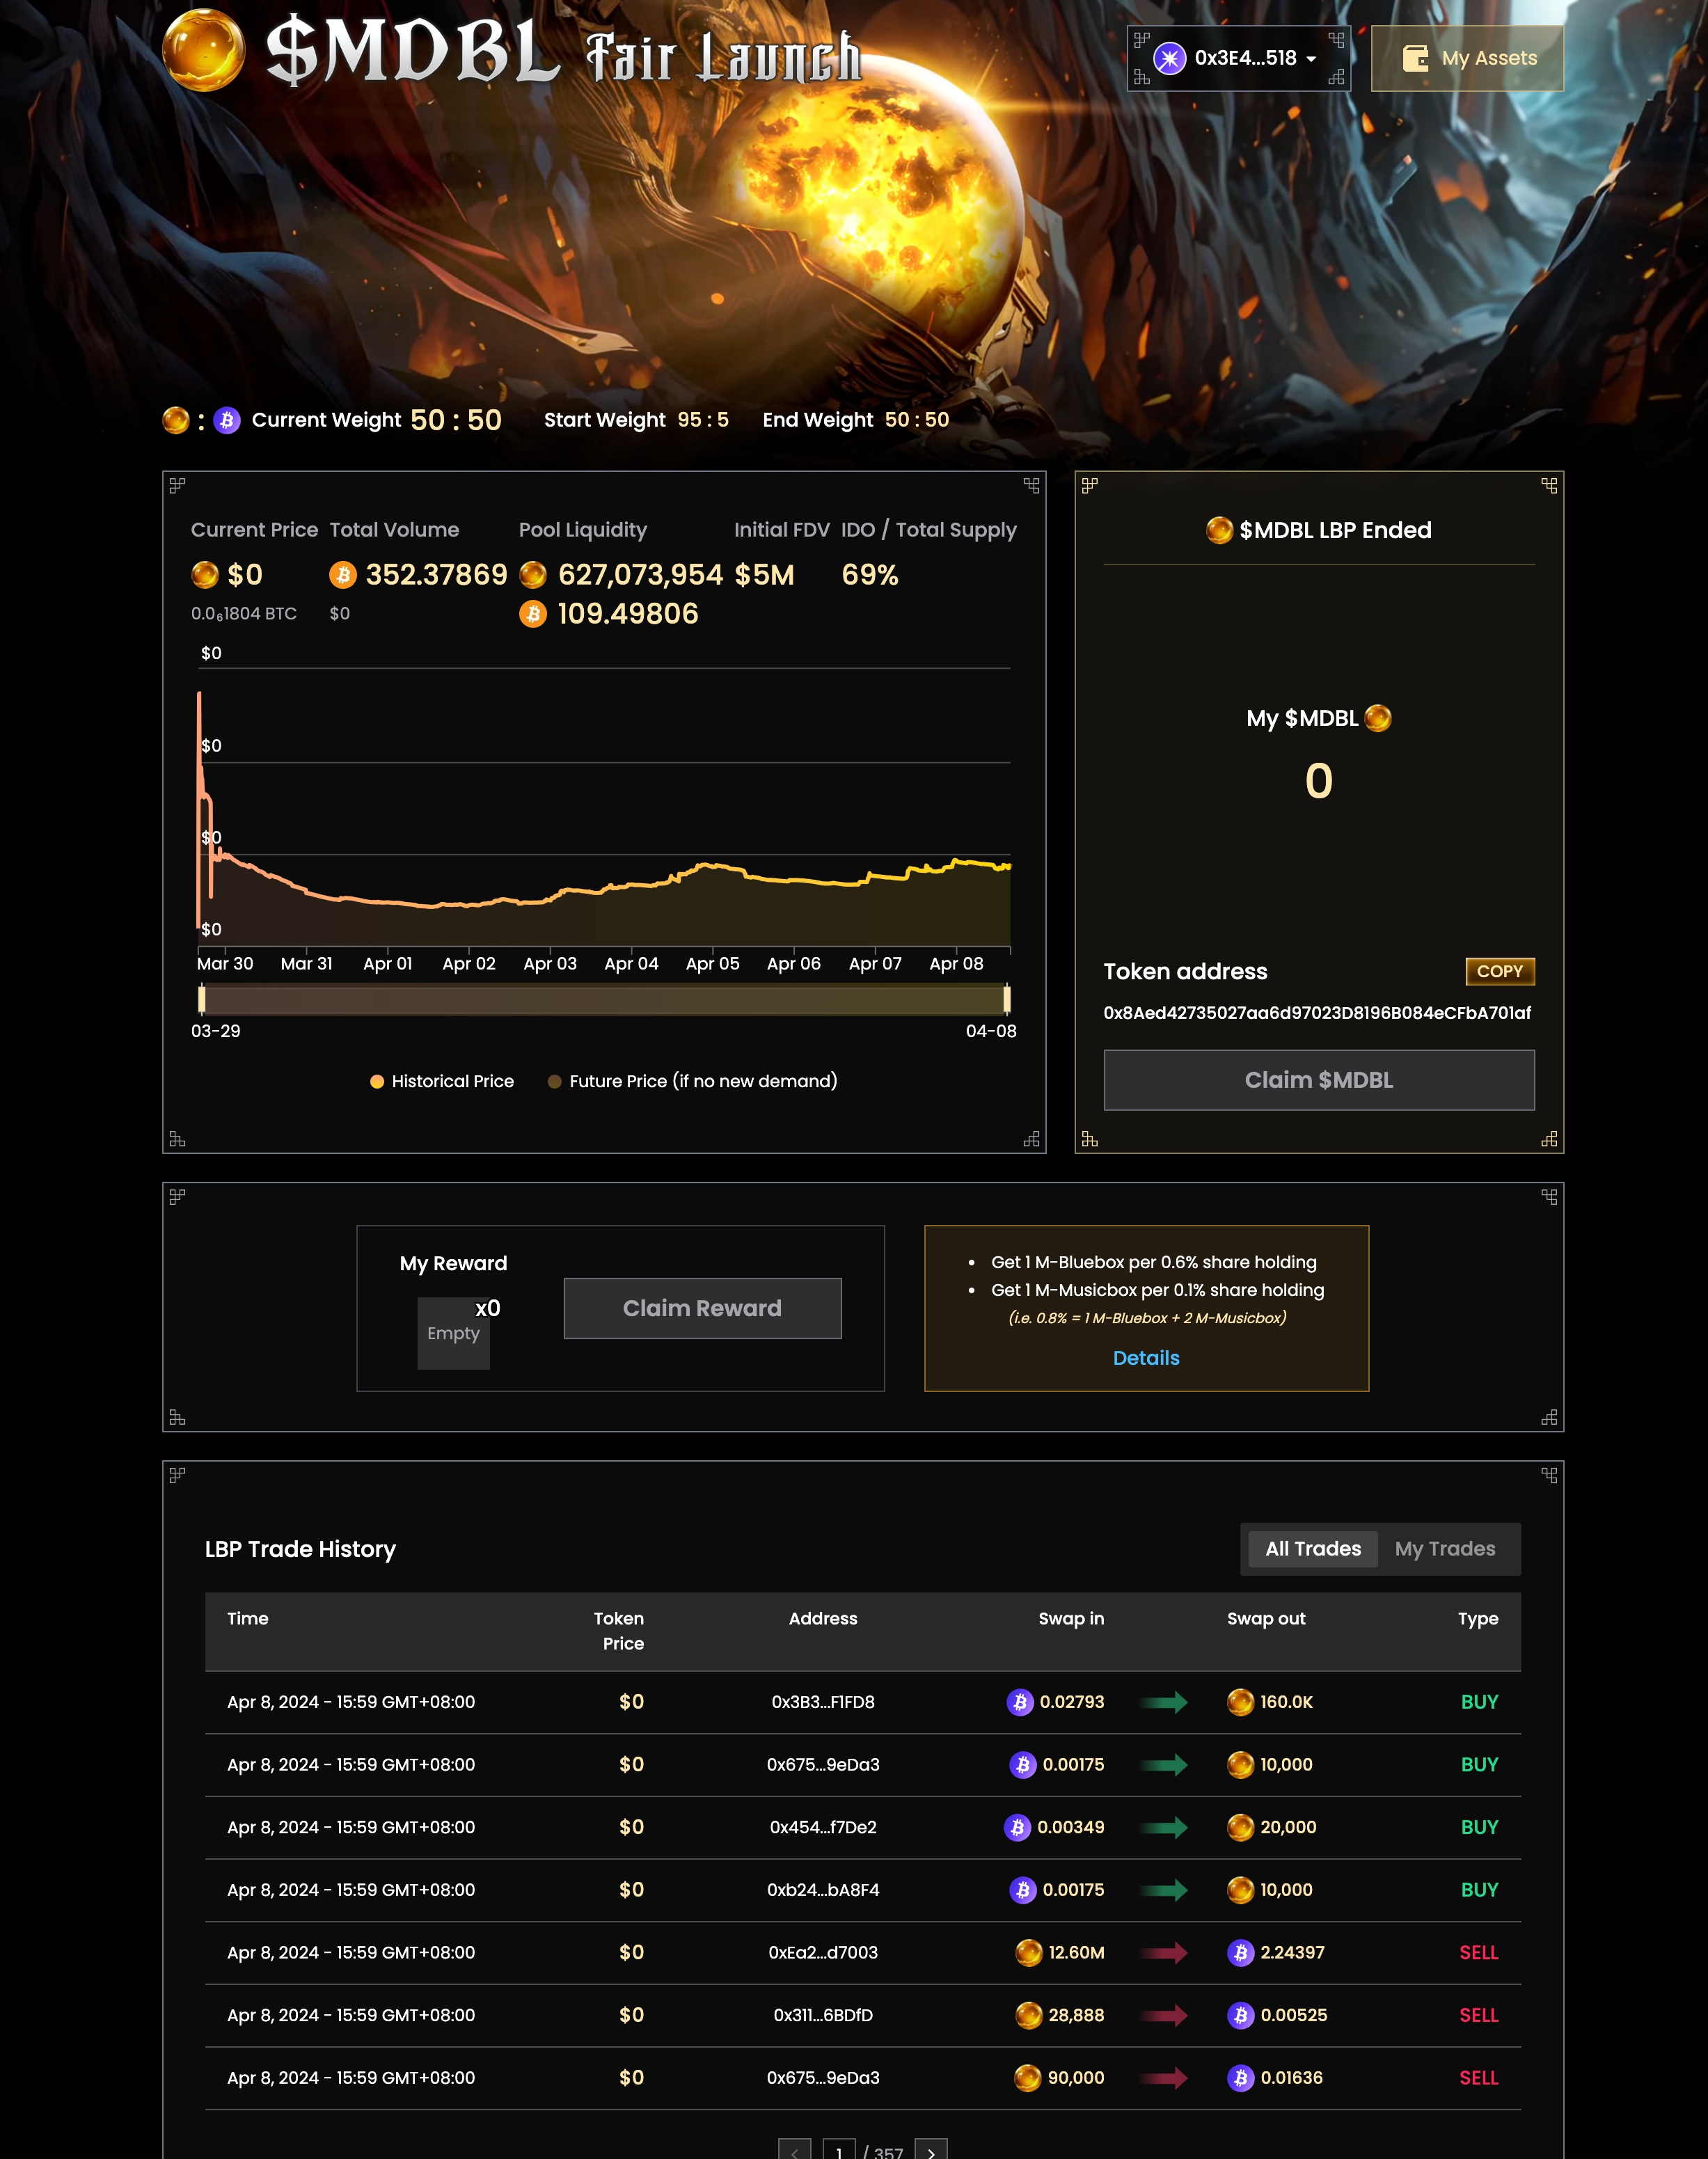 $MDBL Fair Launch
0x3E4...518
My Assets
: Current Weight 50 : 50 Start Weight 95 : 5 End Weight 50 : 50
Current Price Total Volume Pool Liquidity Initial FDV IDO / Total Supply
$0 352.37869 627,073,954 $5M 69%
0.0₆1804 BTC $0 109.49806
$0
$0
$0
$0
Mar 30 Mar 31 Apr 01 Apr 02 Apr 03 Apr 04 Apr 05 Apr 06 Apr 07 Apr 08
03-29 04-08
Historical Price Future Price (if no new demand)
$MDBL LBP Ended
My $MDBL
0
Token address COPY
0x8Aed42735027aa6d97023D8196B084eCFbA701af
Claim $MDBL
My Reward
x0
Empty
Claim Reward
• Get 1 M-Bluebox per 0.6% share holding
• Get 1 M-Musicbox per 0.1% share holding
(i.e. 0.8% = 1 M-Bluebox + 2 M-Musicbox)
Details
LBP Trade History All Trades My Trades
Time Token Price Address Swap in Swap out Type
Apr 8, 2024 - 15:59 GMT+08:00 $0 0x3B3...F1FD8 0.02793 160.0K BUY
Apr 8, 2024 - 15:59 GMT+08:00 $0 0x675...9eDa3 0.00175 10,000 BUY
Apr 8, 2024 - 15:59 GMT+08:00 $0 0x454...f7De2 0.00349 20,000 BUY
Apr 8, 2024 - 15:59 GMT+08:00 $0 0xb24...bA8F4 0.00175 10,000 BUY
Apr 8, 2024 - 15:59 GMT+08:00 $0 0xEa2...d7003 12.60M 2.24397 SELL
Apr 8, 2024 - 15:59 GMT+08:00 $0 0x311...6BDfD 28,888 0.00525 SELL
Apr 8, 2024 - 15:59 GMT+08:00 $0 0x675...9eDa3 90,000 0.01636 SELL
< 1 / 357 >